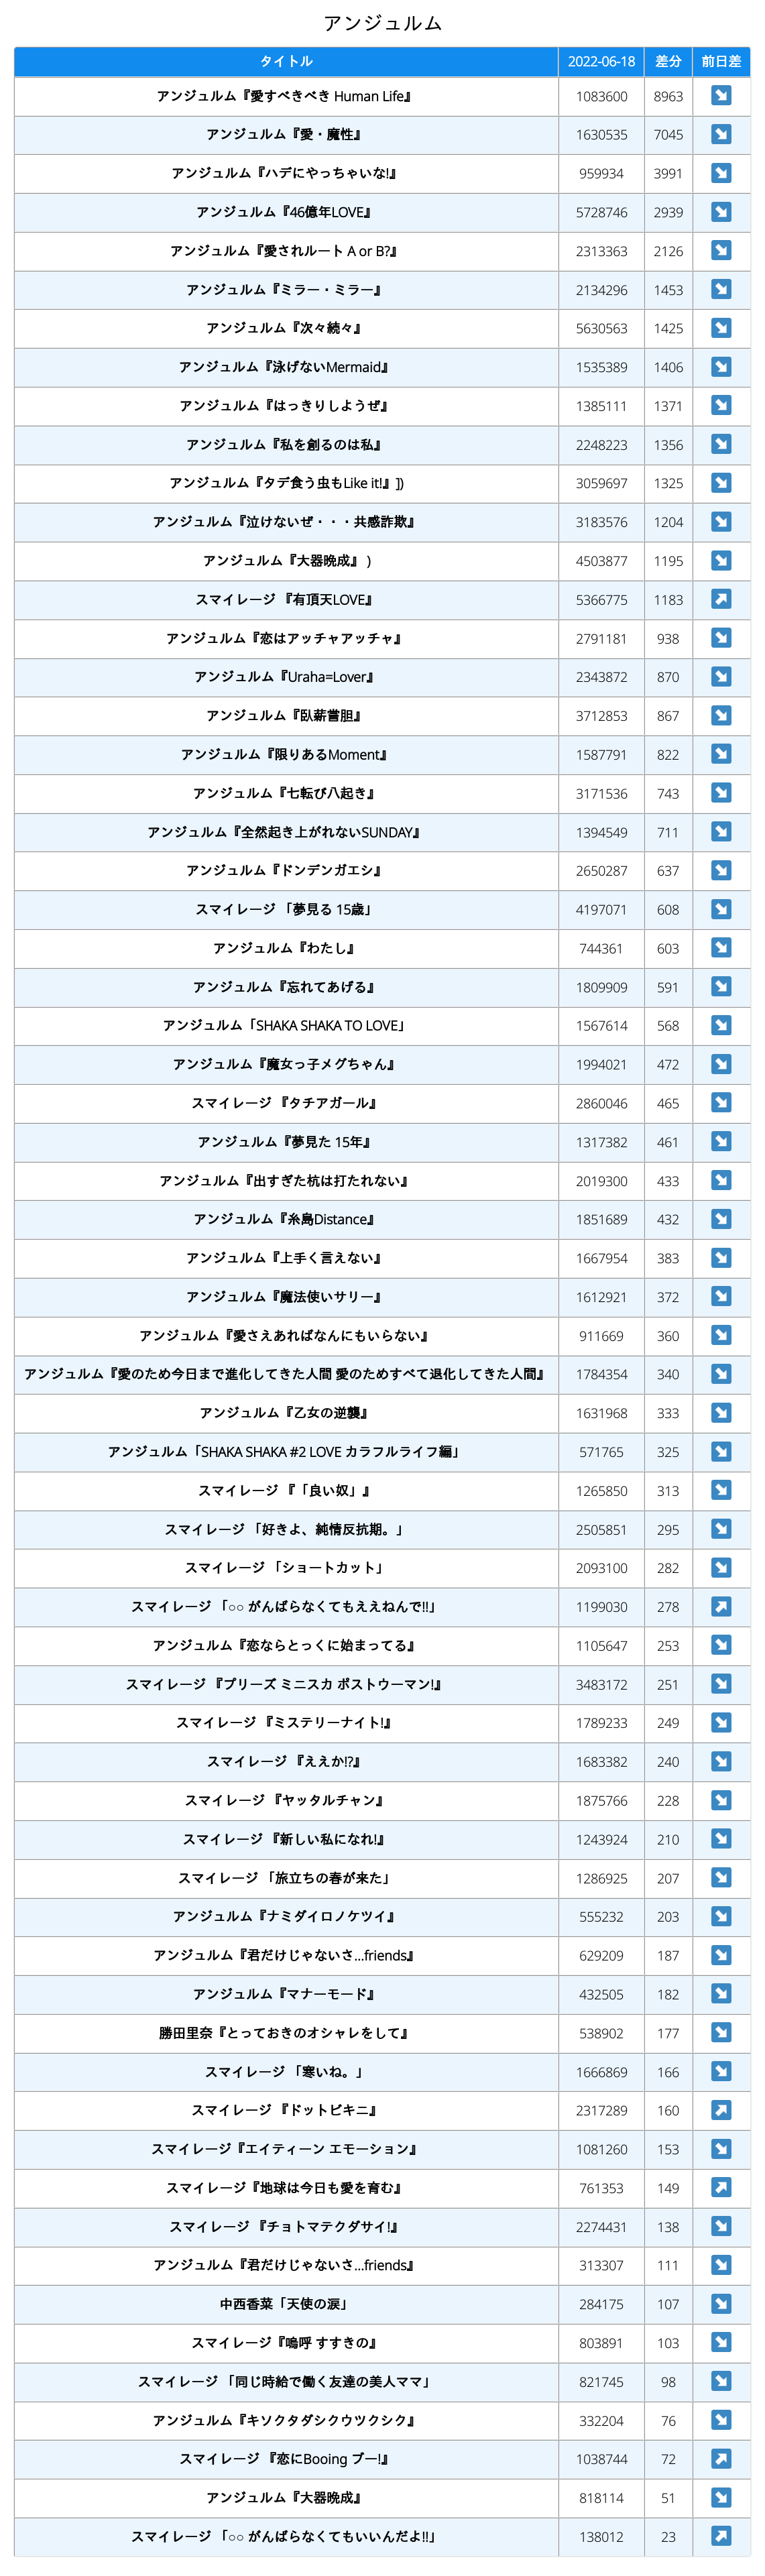 アンジュルム
タイトル 2022-06-18 差分 前日差
アンジュルム『愛すべきべき Human Life』 1083600 8963 ↘
アンジュルム『愛・魔性』 1630535 7045 ↘
アンジュルム『ハデにやっちゃいな!』 959934 3991 ↘
アンジュルム『46億年LOVE』 5728746 2939 ↘
アンジュルム『愛されルート A or B?』 2313363 2126 ↘
アンジュルム『ミラー・ミラー』 2134296 1453 ↘
アンジュルム『次々続々』 5630563 1425 ↘
アンジュルム『泳げないMermaid』 1535389 1406 ↘
アンジュルム『はっきりしようぜ』 1385111 1371 ↘
アンジュルム『私を創るのは私』 2248223 1356 ↘
アンジュルム『タデ食う虫もLike it!』]) 3059697 1325 ↘
アンジュルム『泣けないぜ・・・共感詐欺』 3183576 1204 ↘
アンジュルム『大器晩成』 ) 4503877 1195 ↘
スマイレージ 『有頂天LOVE』 5366775 1183 ↗
アンジュルム『恋はアッチャアッチャ』 2791181 938 ↘
アンジュルム『Uraha=Lover』 2343872 870 ↘
アンジュルム『臥薪嘗胆』 3712853 867 ↘
アンジュルム『限りあるMoment』 1587791 822 ↘
アンジュルム『七転び八起き』 3171536 743 ↘
アンジュルム『全然起き上がれないSUNDAY』 1394549 711 ↘
アンジュルム『ドンデンガエシ』 2650287 637 ↘
スマイレージ 「夢見る 15歳」 4197071 608 ↘
アンジュルム『わたし』 744361 603 ↘
アンジュルム『忘れてあげる』 1809909 591 ↘
アンジュルム「SHAKA SHAKA TO LOVE」 1567614 568 ↘
アンジュルム『魔女っ子メグちゃん』 1994021 472 ↘
スマイレージ 『タチアガール』 2860046 465 ↘
アンジュルム『夢見た 15年』 1317382 461 ↘
アンジュルム『出すぎた杭は打たれない』 2019300 433 ↘
アンジュルム『糸島Distance』 1851689 432 ↘
アンジュルム『上手く言えない』 1667954 383 ↘
アンジュルム『魔法使いサリー』 1612921 372 ↘
アンジュルム『愛さえあればなんにもいらない』 911669 360 ↘
アンジュルム『愛のため今日まで進化してきた人間 愛のためすべて退化してきた人間』 1784354 340 ↘
アンジュルム『乙女の逆襲』 1631968 333 ↘
アンジュルム「SHAKA SHAKA #2 LOVE カラフルライフ編」 571765 325 ↘
スマイレージ 『「良い奴」』 1265850 313 ↘
スマイレージ 「好きよ、純情反抗期。」 2505851 295 ↘
スマイレージ 「ショートカット」 2093100 282 ↘
スマイレージ 「○○ がんばらなくてもええねんで!!」 1199030 278 ↗
アンジュルム『恋ならとっくに始まってる』 1105647 253 ↘
スマイレージ 『プリーズ ミニスカ ポストウーマン!』 3483172 251 ↘
スマイレージ 『ミステリーナイト!』 1789233 249 ↘
スマイレージ 『ええか!?』 1683382 240 ↘
スマイレージ 『ヤッタルチャン』 1875766 228 ↘
スマイレージ 『新しい私になれ!』 1243924 210 ↘
スマイレージ 「旅立ちの春が来た」 1286925 207 ↘
アンジュルム『ナミダイロノケツイ』 555232 203 ↘
アンジュルム『君だけじゃないさ...friends』 629209 187 ↘
アンジュルム『マナーモード』 432505 182 ↘
勝田里奈『とっておきのオシャレをして』 538902 177 ↘
スマイレージ 「寒いね。」 1666869 166 ↘
スマイレージ 『ドットビキニ』 2317289 160 ↗
スマイレージ『エイティーン エモーション』 1081260 153 ↘
スマイレージ『地球は今日も愛を育む』 761353 149 ↗
スマイレージ 『チョトマテクダサイ!』 2274431 138 ↘
アンジュルム『君だけじゃないさ...friends』 313307 111 ↘
中西香菜「天使の涙」 284175 107 ↘
スマイレージ『嗚呼 すすきの』 803891 103 ↘
スマイレージ 「同じ時給で働く友達の美人ママ」 821745 98 ↘
アンジュルム『キソクタダシクウツクシク』 332204 76 ↘
スマイレージ 『恋にBooing ブー!』 1038744 72 ↗
アンジュルム『大器晩成』 818114 51 ↘
スマイレージ 「○○ がんばらなくてもいいんだよ!!」 138012 23 ↗